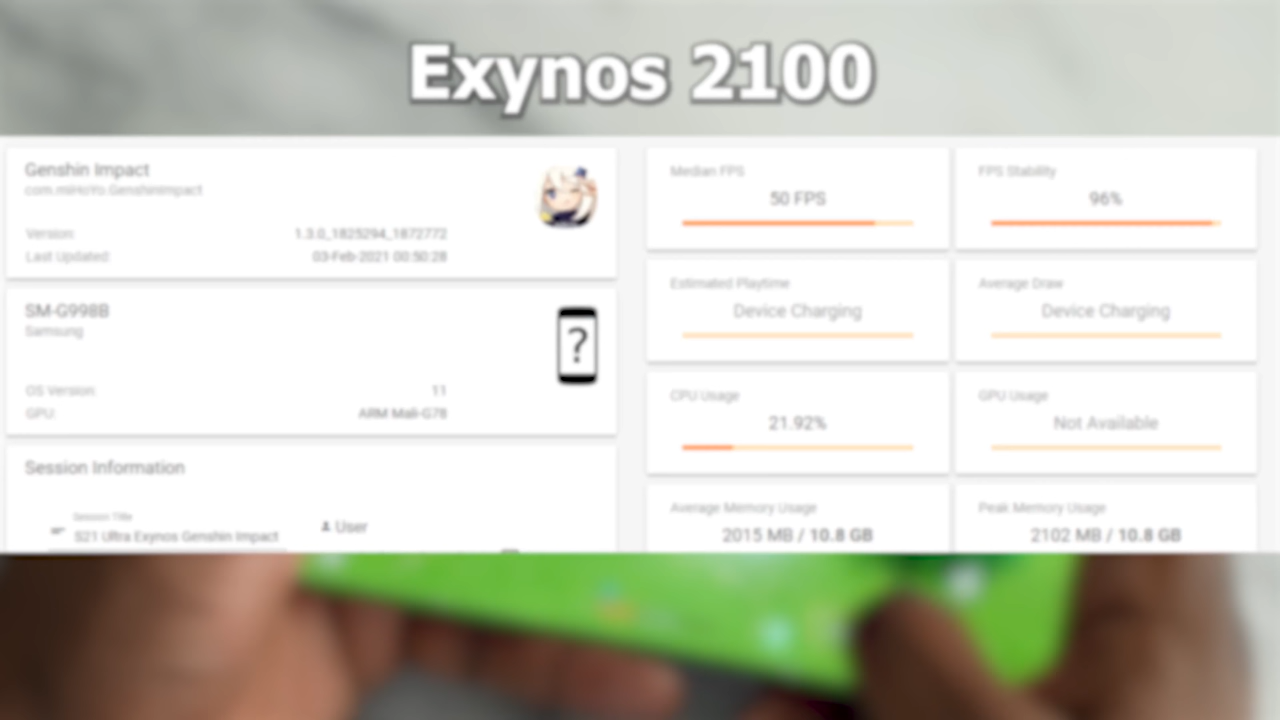 Exynos 2100
Genshin Impact
com.miHoYo.GenshinImpact
Version: 1.3.0_1825294_1872772
Last Updated: 03-Feb-2021 00:50:28
SM-G998B
Samsung
?
OS Version: 11
GPU: ARM Mali-G78
Session Information
Session Title
S21 Ultra Exynos Genshin Impact
User
Median FPS
50 FPS
FPS Stability
96%
Estimated Playtime
Device Charging
Average Draw
Device Charging
CPU Usage
21.92%
GPU Usage
Not Available
Average Memory Usage
2015 MB / 10.8 GB
Peak Memory Usage
2102 MB / 10.8 GB